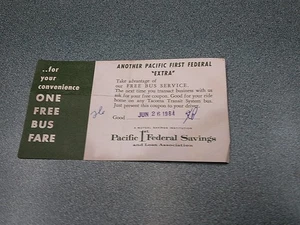 ..for
your
convenience
ONE
FREE
BUS
FARE
ANOTHER PACIFIC FIRST FEDERAL
"EXTRA"
Take advantage of
our FREE BUS SERVICE.
The next time you transact business with us
ask for your free coupon. Good for your ride
home on any Tacoma Transit System bus.
Just present this coupon to your driver.
Good JUN 26 1964
Pacific First Federal Savings
and Loan Association